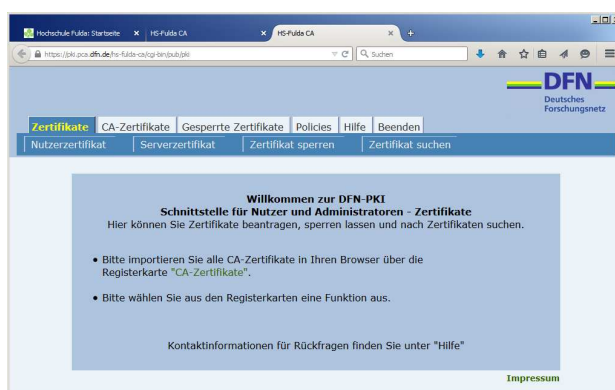 Hochschule Fulda: Startseite
HS-Fulda CA
HS-Fulda CA
https://pki.pca.dfn.de/hs-fulda-ca/cgi-bin/pub/pki
Suchen
DFN
Deutsches
Forschungsnetz
Zertifikate CA-Zertifikate Gesperrte Zertifikate Policies Hilfe Beenden
Nutzerzertifikat Serverzertifikat Zertifikat sperren Zertifikat suchen
Willkommen zur DFN-PKI
Schnittstelle für Nutzer und Administratoren - Zertifikate
Hier können Sie Zertifikate beantragen, sperren lassen und nach Zertifikaten suchen.
• Bitte importieren Sie alle CA-Zertifikate in Ihren Browser über die
Registerkarte "CA-Zertifikate".
• Bitte wählen Sie aus den Registerkarten eine Funktion aus.
Kontaktinformationen für Rückfragen finden Sie unter "Hilfe"
Impressum